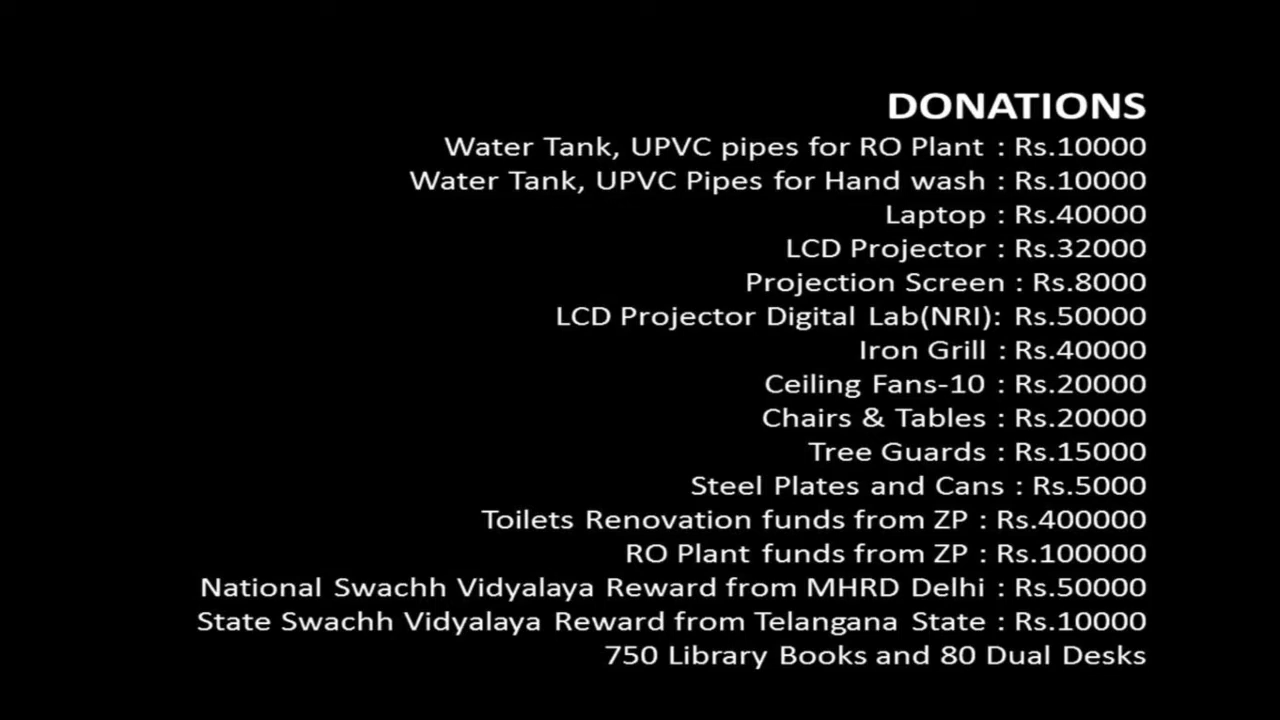 DONATIONS
Water Tank, UPVC pipes for RO Plant : Rs.10000
Water Tank, UPVC Pipes for Hand wash : Rs.10000
Laptop : Rs.40000
LCD Projector : Rs.32000
Projection Screen : Rs.8000
LCD Projector Digital Lab(NRI): Rs.50000
Iron Grill : Rs.40000
Ceiling Fans-10 : Rs.20000
Chairs & Tables : Rs.20000
Tree Guards : Rs.15000
Steel Plates and Cans : Rs.5000
Toilets Renovation funds from ZP : Rs.400000
RO Plant funds from ZP : Rs.100000
National Swachh Vidyalaya Reward from MHRD Delhi : Rs.50000
State Swachh Vidyalaya Reward from Telangana State : Rs.10000
750 Library Books and 80 Dual Desks